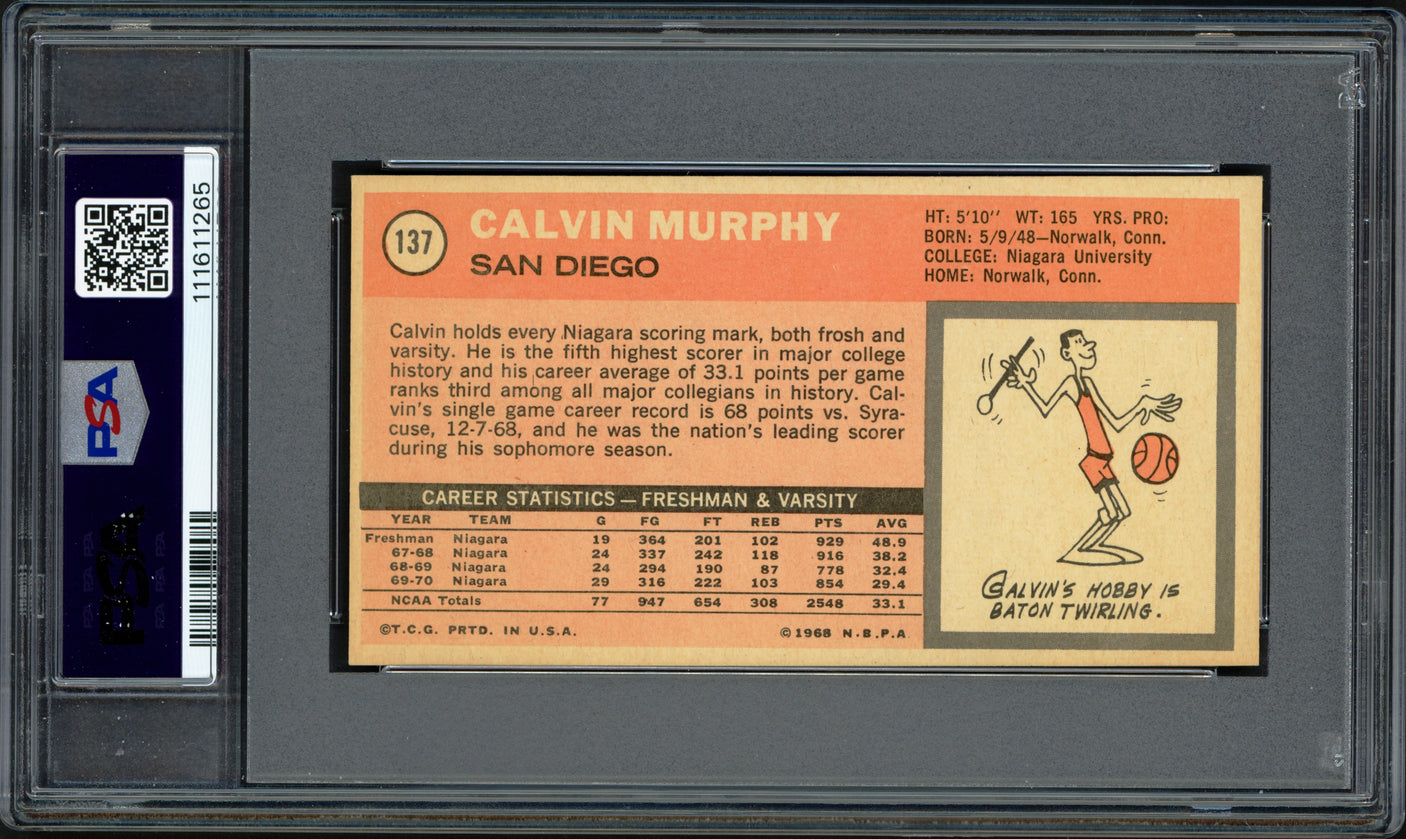 111611265
PSA
PSA
137
CALVIN MURPHY
SAN DIEGO
HT: 5'10'' WT: 165 YRS. PRO:
BORN: 5/9/48—Norwalk, Conn.
COLLEGE: Niagara University
HOME: Norwalk, Conn.
Calvin holds every Niagara scoring mark, both frosh and
varsity. He is the fifth highest scorer in major college
history and his career average of 33.1 points per game
ranks third among all major collegians in history. Cal-
vin's single game career record is 68 points vs. Syra-
cuse, 12-7-68, and he was the nation's leading scorer
during his sophomore season.
CAREER STATISTICS — FRESHMAN & VARSITY
YEAR TEAM G FG FT REB PTS AVG
Freshman Niagara 19 364 201 102 929 48.9
67-68 Niagara 24 337 242 118 916 38.2
68-69 Niagara 24 294 190 87 778 32.4
69-70 Niagara 29 316 222 103 854 29.4
NCAA Totals 77 947 654 308 2548 33.1
©T.C.G. PRTD. IN U.S.A. ©1968 N.B.P.A.
CALVIN'S HOBBY IS
BATON TWIRLING.